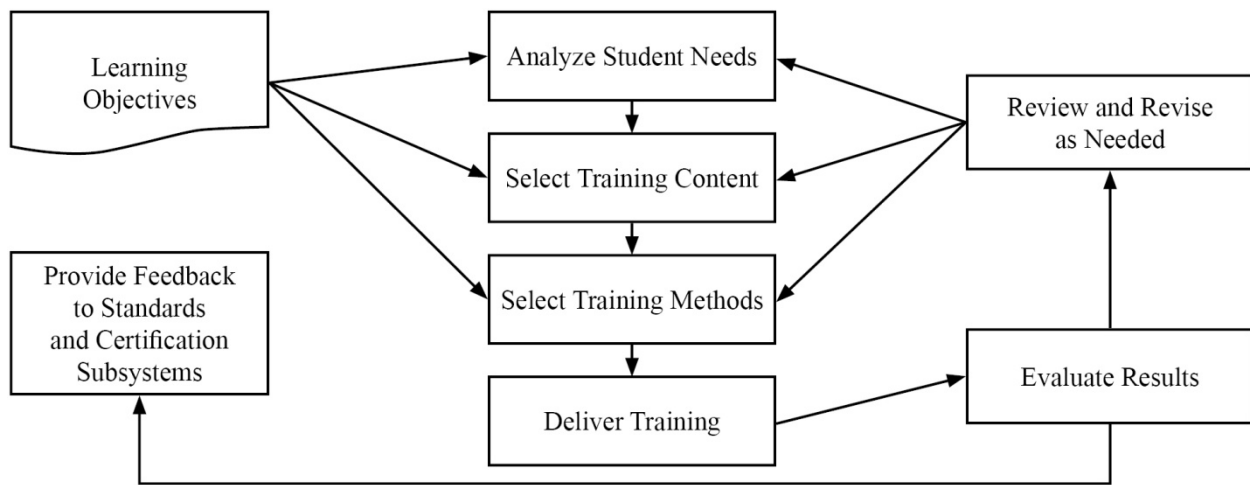 Learning
Objectives
Analyze Student Needs
Review and Revise
as Needed
Select Training Content
Provide Feedback
to Standards
and Certification
Subsystems
Select Training Methods
Evaluate Results
Deliver Training